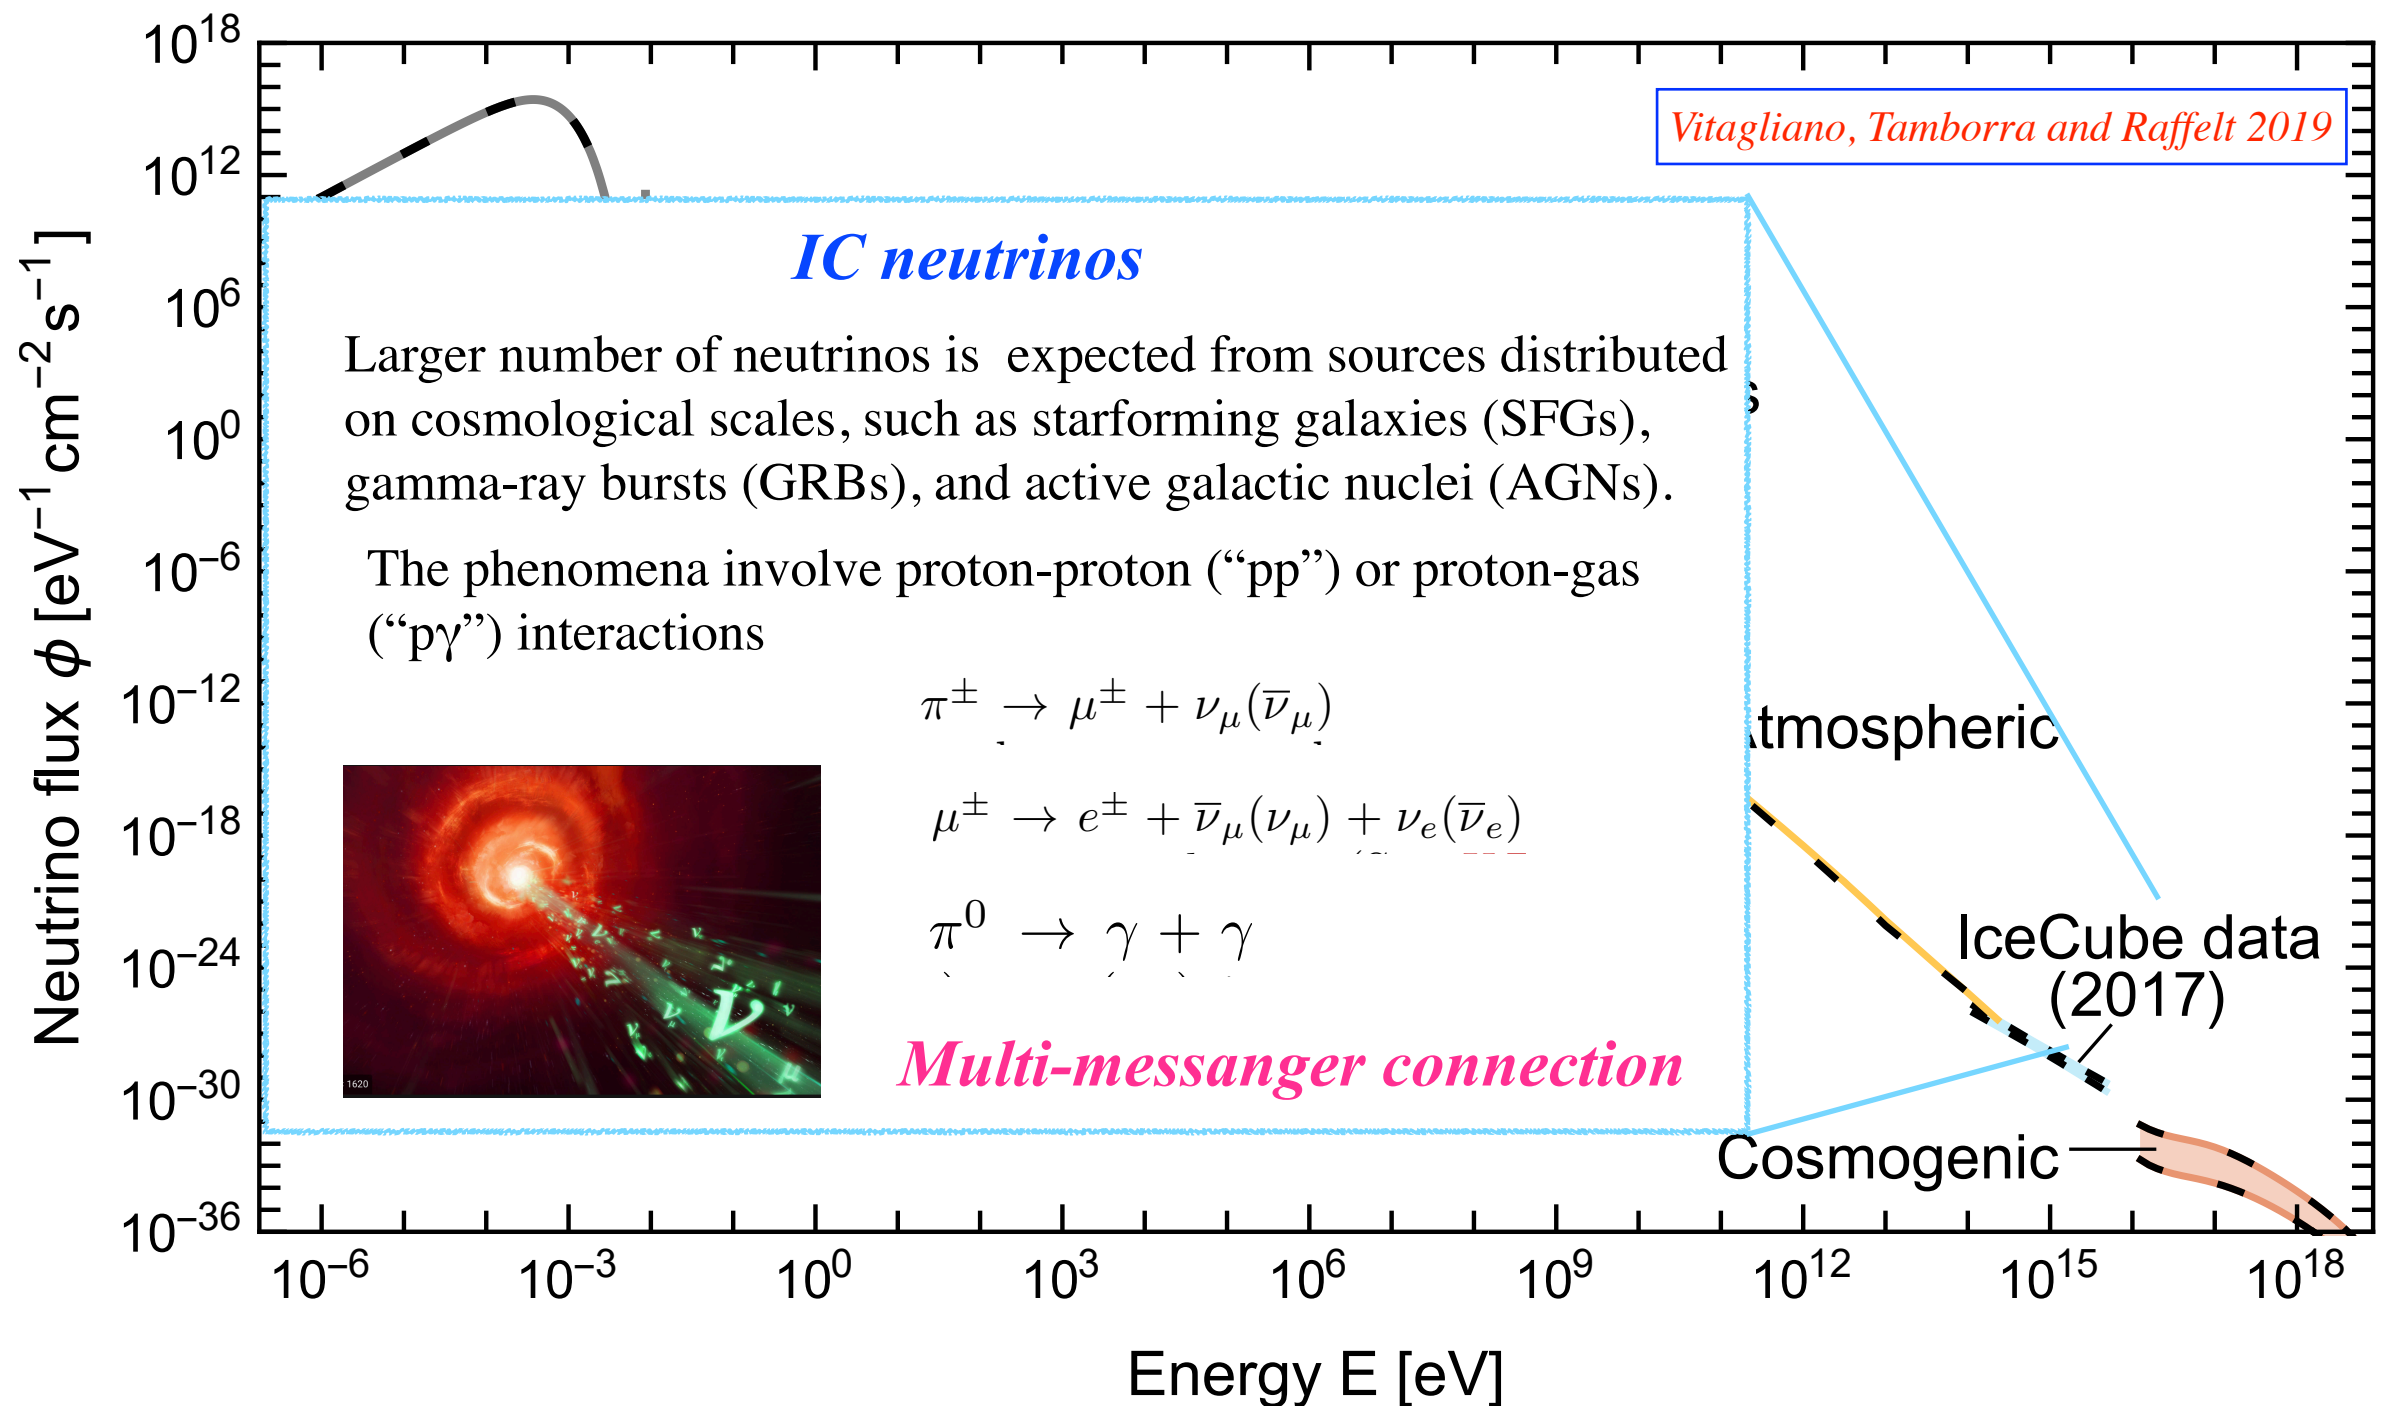 10^18
10^12
10^6
10^0
10^−6
10^−12
10^−18
10^−24
10^−30
10^−36
Neutrino flux ϕ [eV^−1 cm^−2 s^−1]
Vitagliano, Tamborra and Raffelt 2019
IC neutrinos
Larger number of neutrinos is  expected from sources distributed
on cosmological scales, such as starforming galaxies (SFGs),
gamma-ray bursts (GRBs), and active galactic nuclei (AGNs).
The phenomena involve proton-proton (“pp”) or proton-gas
(“pγ”) interactions
π^± → μ^± + ν_μ(ν̅_μ)
μ^± → e^± + ν̅_μ(ν_μ) + ν_e(ν̅_e)
π^0 → γ + γ
ν
1620
Multi-messanger connection
s
tmospheric
IceCube data
(2017)
Cosmogenic
10^−6 10^−3 10^0 10^3 10^6 10^9 10^12 10^15 10^18
Energy E [eV]